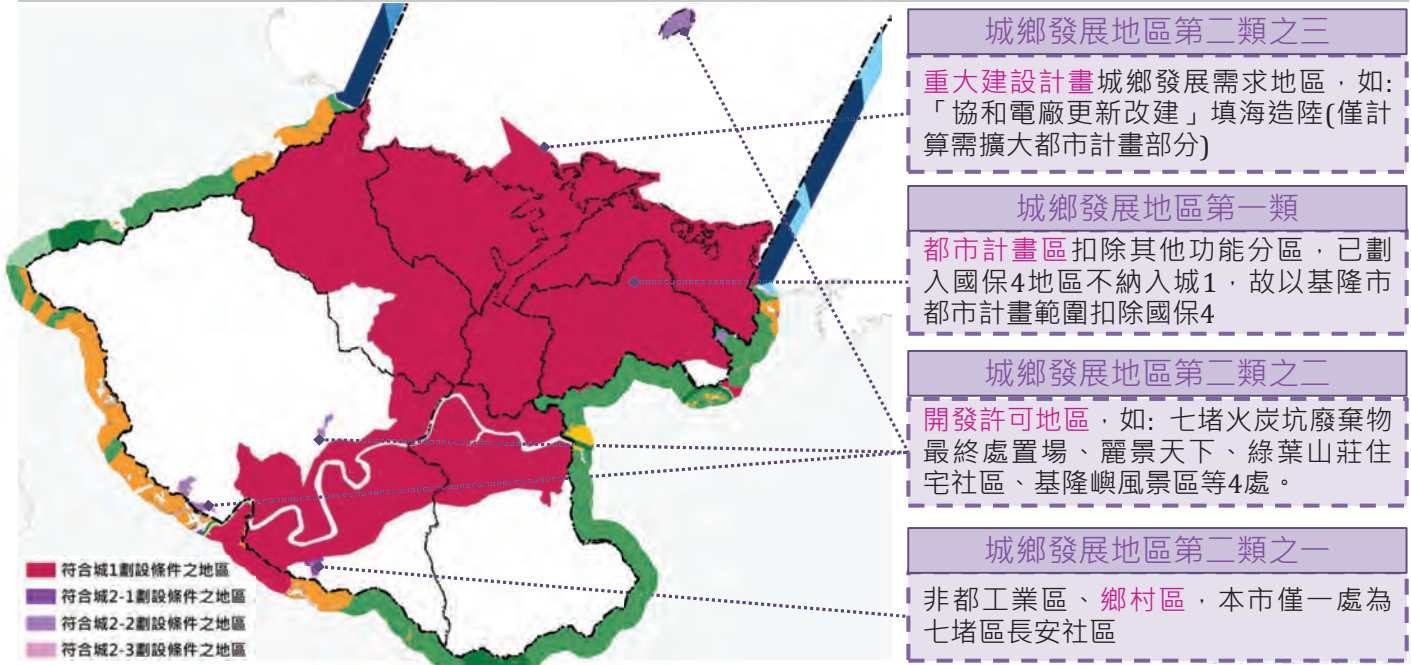 城鄉發展地區第二類之三
重大建設計畫城鄉發展需求地區，如:
「協和電廠更新改建」填海造陸(僅計
算需擴大都市計畫部分)
城鄉發展地區第一類
都市計畫區扣除其他功能分區，已劃
入國保4地區不納入城1，故以基隆市
都市計畫範圍扣除國保4
城鄉發展地區第二類之二
開發許可地區，如: 七堵火炭坑廢棄物
最終處置場、麗景天下、綠葉山莊住
宅社區、基隆嶼風景區等4處。
城鄉發展地區第二類之一
非都工業區、鄉村區，本市僅一處為
七堵區長安社區
符合城1劃設條件之地區
符合城2-1劃設條件之地區
符合城2-2劃設條件之地區
符合城2-3劃設條件之地區